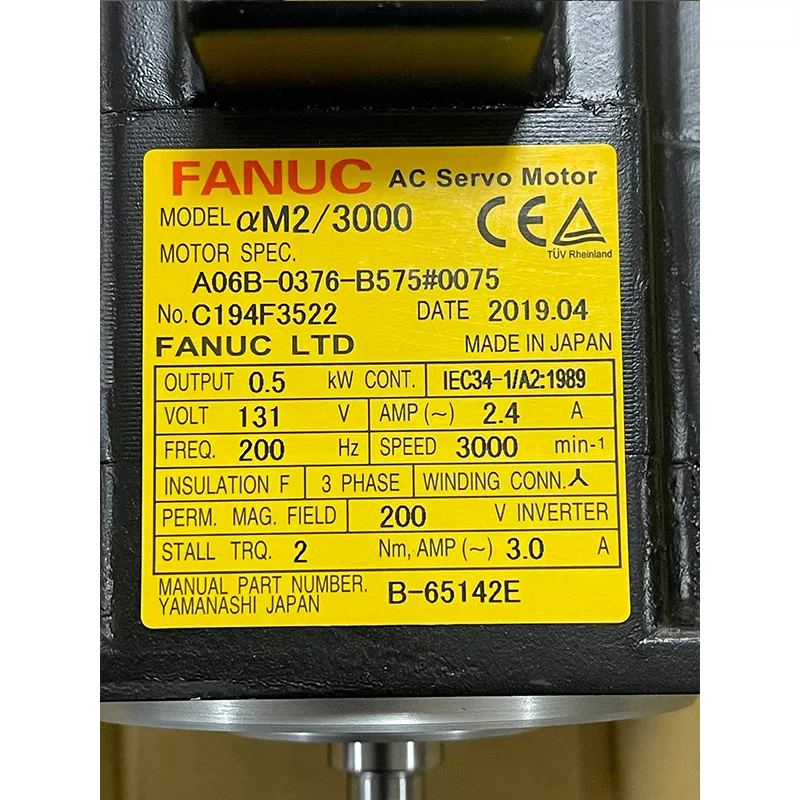 FANUC AC Servo Motor
MODEL αM2/3000
CE TÜV Rheinland
MOTOR SPEC.
A06B-0376-B575#0075
No. C194F3522 DATE 2019.04
FANUC LTD MADE IN JAPAN
OUTPUT 0.5 kW CONT. IEC34-1/A2:1989
VOLT 131 V AMP (~) 2.4 A
FREQ. 200 Hz SPEED 3000 min-1
INSULATION F 3 PHASE WINDING CONN. ⅄
PERM. MAG. FIELD 200 V INVERTER
STALL TRQ. 2 Nm, AMP (~) 3.0 A
MANUAL PART NUMBER. B-65142E
YAMANASHI JAPAN